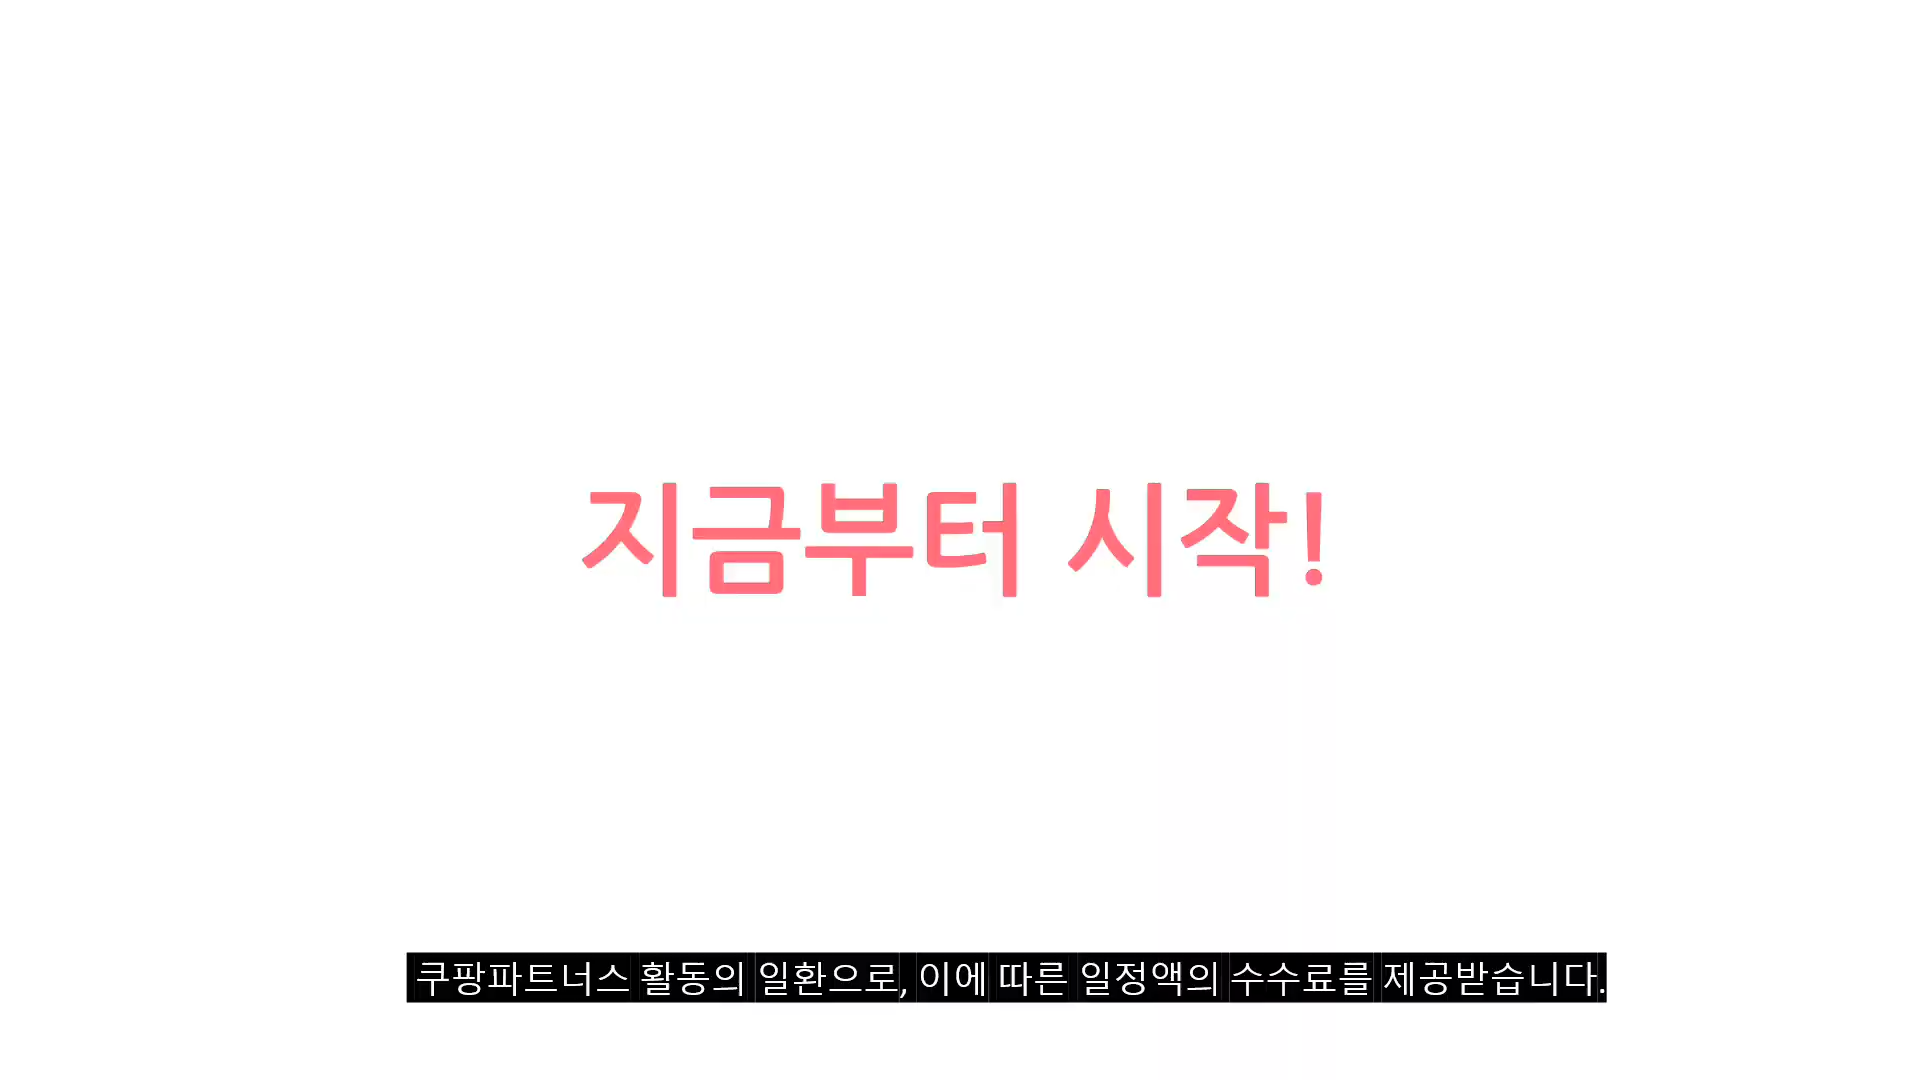 지금부터 시작!
쿠팡파트너스 활동의 일환으로, 이에 따른 일정액의 수수료를 제공받습니다.